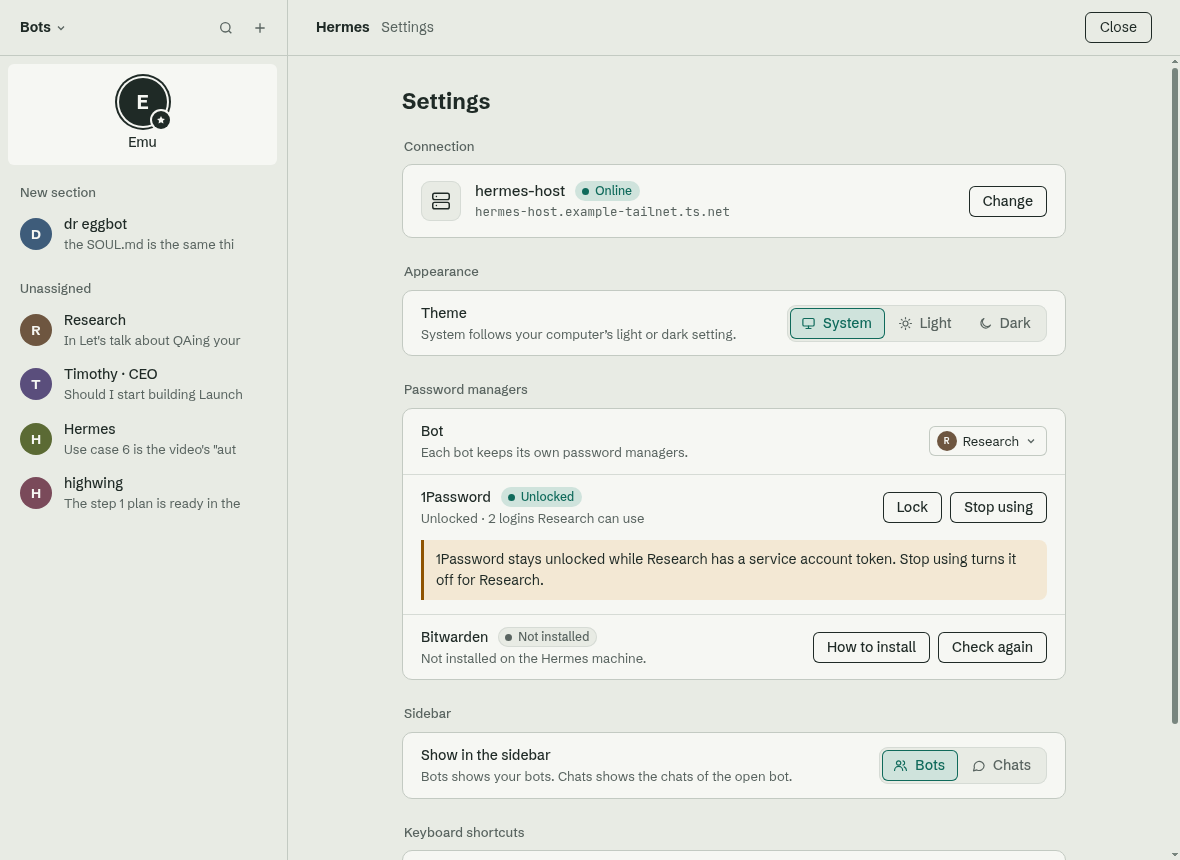 Bots
Hermes Settings
Close
E
Emu
New section
D
dr eggbot
the SOUL.md is the same thi
Unassigned
R
Research
In Let's talk about QAing your
T
Timothy · CEO
Should I start building Launch
H
Hermes
Use case 6 is the video's "aut
H
highwing
The step 1 plan is ready in the
Settings
Connection
hermes-host Online
hermes-host.example-tailnet.ts.net
Change
Appearance
Theme
System follows your computer's light or dark setting.
System Light Dark
Password managers
Bot
Each bot keeps its own password managers.
R Research
1Password Unlocked
Unlocked · 2 logins Research can use
Lock Stop using
1Password stays unlocked while Research has a service account token. Stop using turns it
off for Research.
Bitwarden Not installed
Not installed on the Hermes machine.
How to install Check again
Sidebar
Show in the sidebar
Bots shows your bots. Chats shows the chats of the open bot.
Bots Chats
Keyboard shortcuts